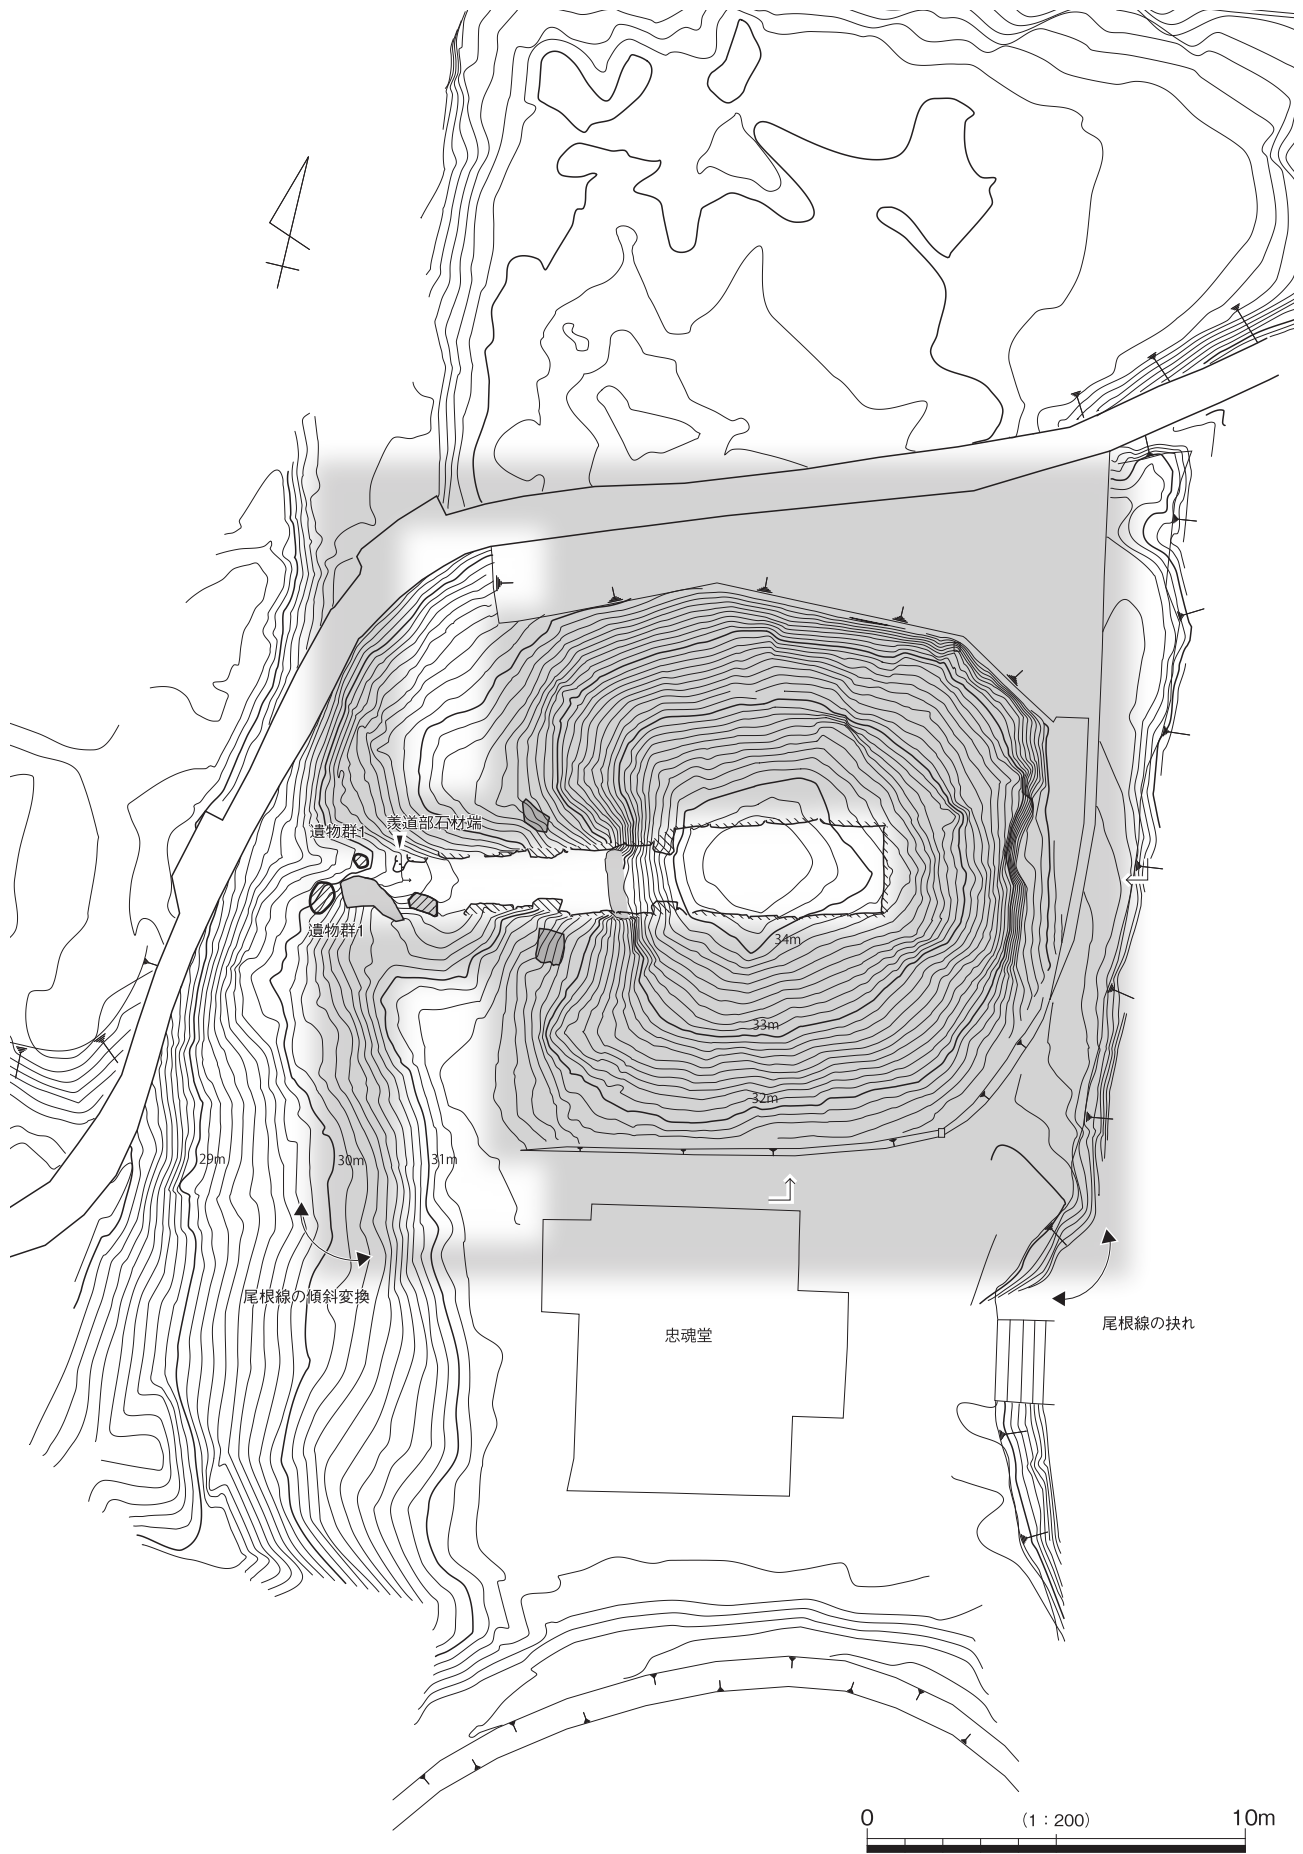 遺物群1
羨道部石材端
遺物群1
34m
33m
32m
29m
30m
31m
尾根線の傾斜変換
尾根線の抉れ
忠魂堂
0
（1：200）
10m